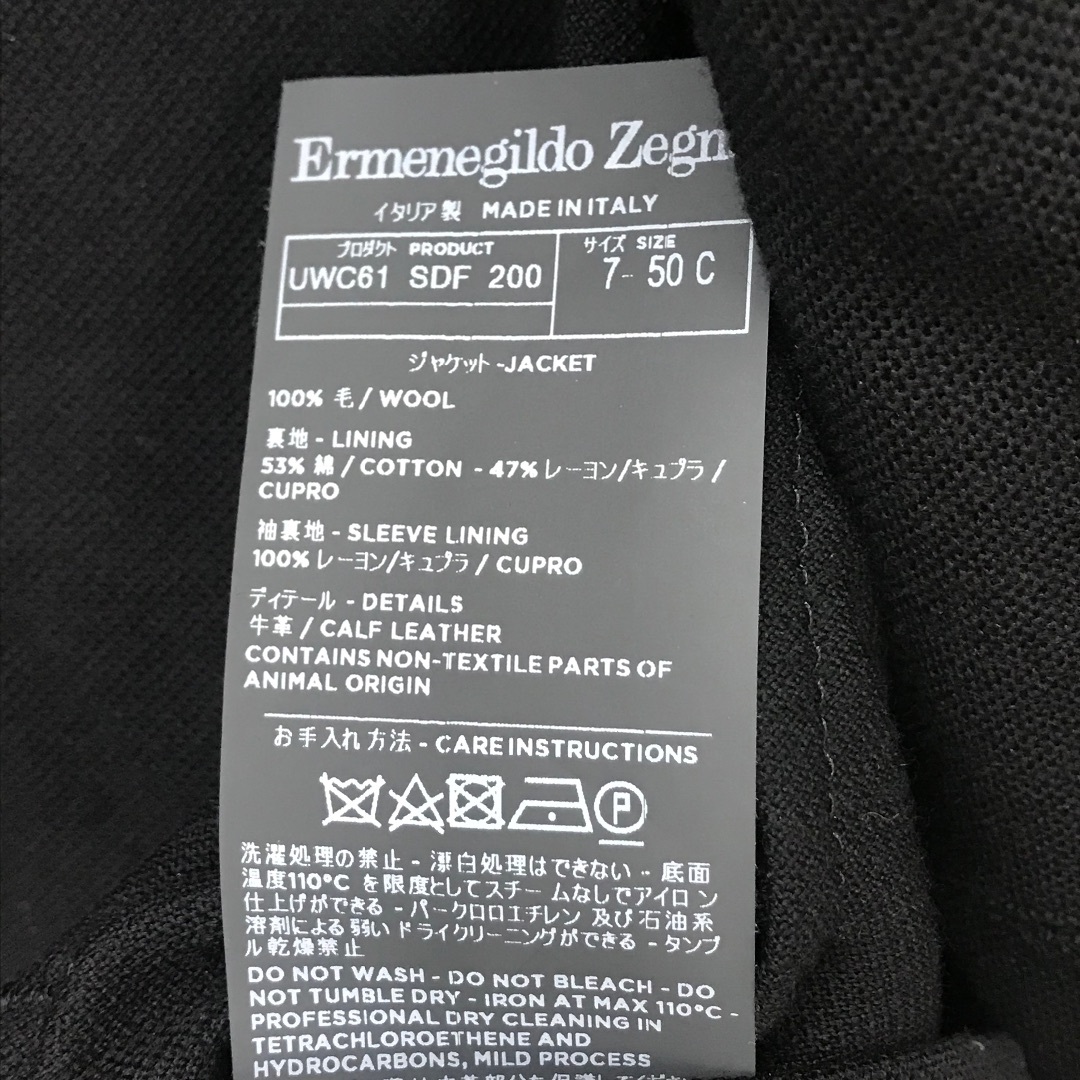 Ermenegildo Zegn
イタリア製 MADE IN ITALY
プロダクト PRODUCT
UWC61 SDF 200
サイズ SIZE
7- 50 C
ジャケット -JACKET
100% 毛 / WOOL
裏地 - LINING
53% 綿 / COTTON - 47% レーヨン/キュプラ /
CUPRO
袖裏地 - SLEEVE LINING
100% レーヨン/キュプラ / CUPRO
ディテール - DETAILS
牛革 / CALF LEATHER
CONTAINS NON-TEXTILE PARTS OF
ANIMAL ORIGIN
お手入れ方法 - CARE INSTRUCTIONS
P
洗濯処理の禁止 - 漂白処理はできない - 底面
温度110°C を限度としてスチームなしでアイロン
仕上げができる - パークロロエチレン 及び石油系
溶剤による弱い ドライクリーニングができる - タンブ
ル乾燥禁止
DO NOT WASH - DO NOT BLEACH - DO
NOT TUMBLE DRY - IRON AT MAX 110°C -
PROFESSIONAL DRY CLEANING IN
TETRACHLOROETHENE AND
HYDROCARBONS, MILD PROCESS